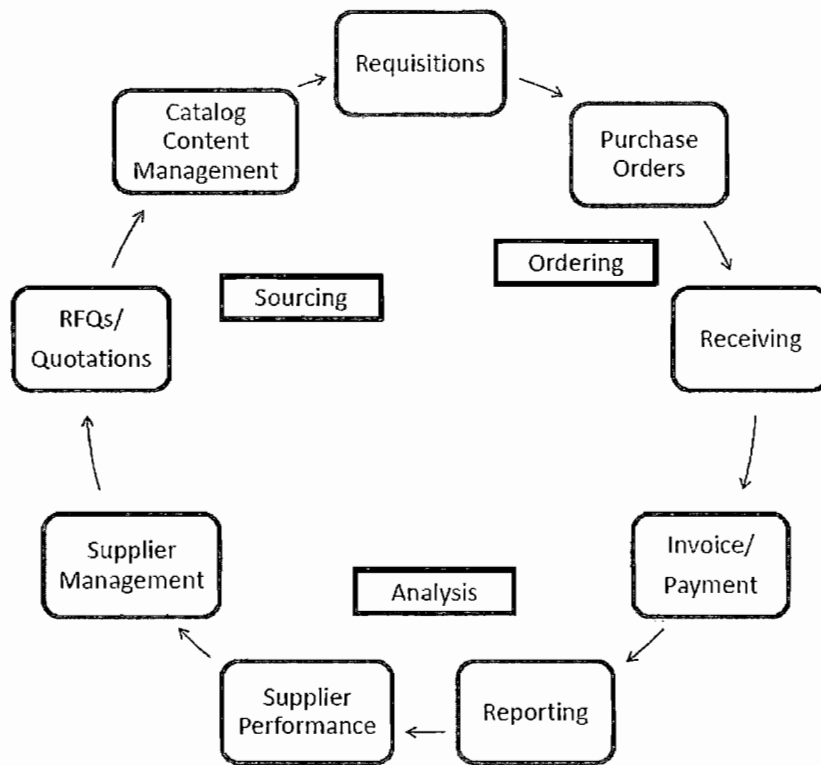 Requisitions
Catalog
Content
Management
Purchase
Orders
Ordering
Sourcing
RFQs/
Quotations
Receiving
Supplier
Management
Invoice/
Payment
Analysis
Supplier
Performance
Reporting